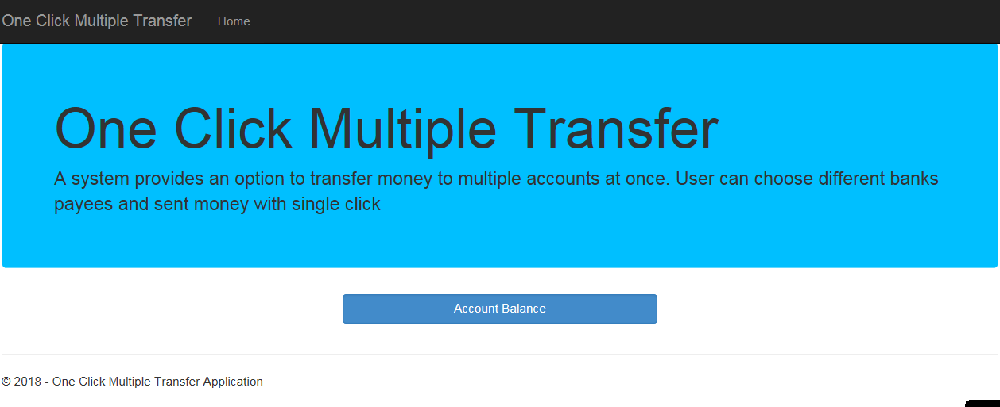 One Click Multiple Transfer Home
One Click Multiple Transfer
A system provides an option to transfer money to multiple accounts at once. User can choose different banks
payees and sent money with single click
Account Balance
© 2018 - One Click Multiple Transfer Application